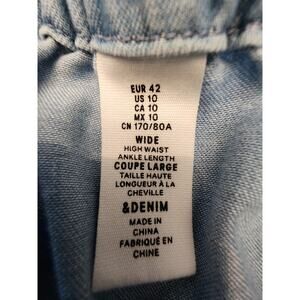 EUR 42
US 10
CA 10
MX 10
CN 170/80A
WIDE
HIGH WAIST
ANKLE LENGTH
COUPE LARGE
TAILLE HAUTE
LONGUEUR À LA
CHEVILLE
&DENIM
MADE IN
CHINA
FABRIQUÉ EN
CHINE